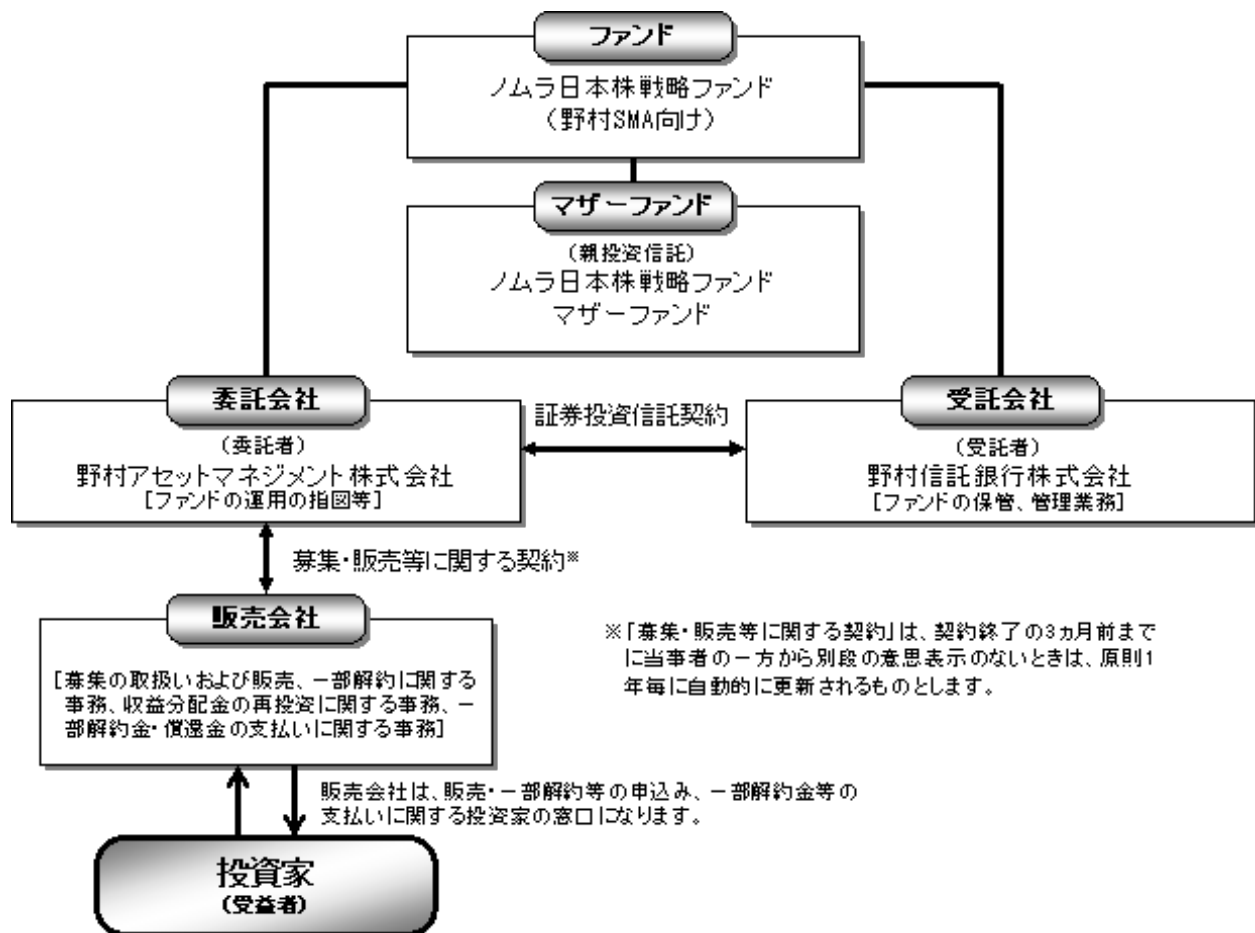 ファンド
ノムラ日本株戦略ファンド
（野村SMA向け）
マザーファンド
（親投資信託）
ノムラ日本株戦略ファンド
マザーファンド
委託会社
（委託者）
野村アセットマネジメント株式会社
［ファンドの運用の指図等］
証券投資信託契約
受託会社
（受託者）
野村信託銀行株式会社
［ファンドの保管、管理業務］
募集・販売等に関する契約※
販売会社
［募集の取扱いおよび販売、一部解約に関する
事務、収益分配金の再投資に関する事務、一
部解約金・償還金の支払いに関する事務］
※「募集・販売等に関する契約」は、契約終了の3ヵ月前まで
に当事者の一方から別段の意思表示のないときは、原則1
年毎に自動的に更新されるものとします。
販売会社は、販売・一部解約等の申込み、一部解約金等の
支払いに関する投資家の窓口になります。
投資家
（受益者）